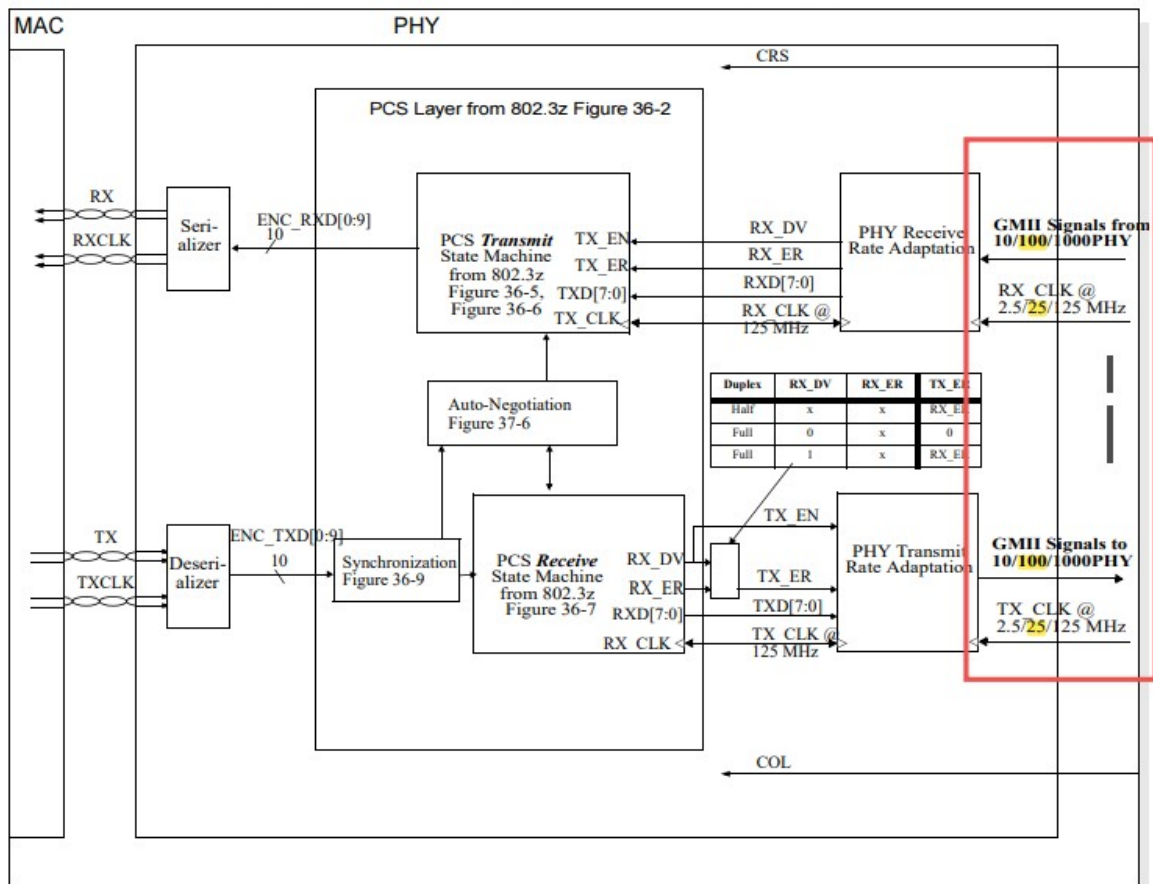 MAC
PHY
CRS
PCS Layer from 802.3z Figure 36-2
RX
RXCLK
Seri-
alizer
ENC_RXD[0:9]
10
PCS Transmit
State Machine
from 802.3z
Figure 36-5,
Figure 36-6
TX_EN
TX_ER
TXD[7:0]
TX_CLK
RX_DV
RX_ER
RXD[7:0]
RX_CLK @
125 MHz
PHY Receive
Rate Adaptation
GMII Signals from
10/100/1000PHY
RX_CLK @
2.5/25/125 MHz
Auto-Negotiation
Figure 37-6
Duplex RX_DV RX_ER TX_ER
Half x x RX_ER
Full 0 x 0
Full 1 x RX_ER
TX
TXCLK
Deseri-
alizer
ENC_TXD[0:9]
10
Synchronization
Figure 36-9
PCS Receive
State Machine
from 802.3z
Figure 36-7
RX_DV
RX_ER
RXD[7:0]
RX_CLK
TX_EN
TX_ER
TXD[7:0]
TX_CLK @
125 MHz
PHY Transmit
Rate Adaptation
GMII Signals to
10/100/1000PHY
TX_CLK @
2.5/25/125 MHz
COL